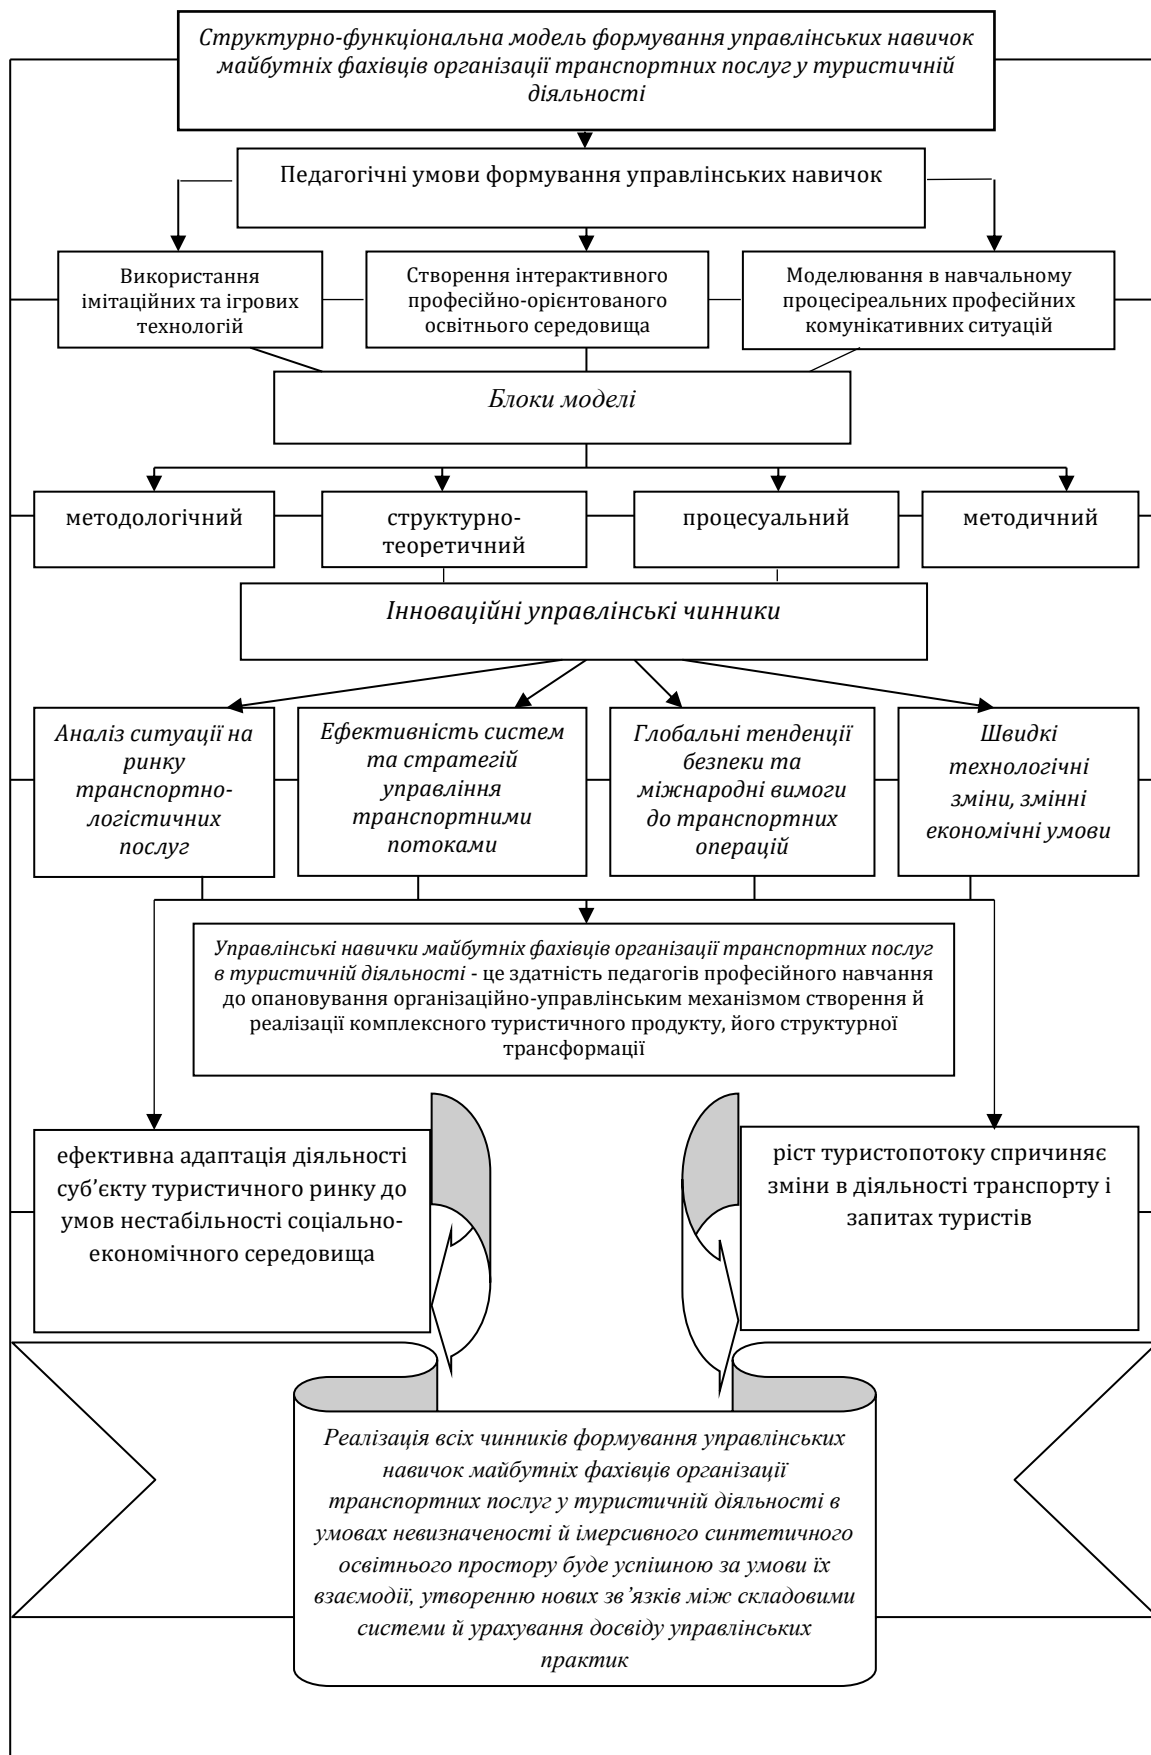 Структурно-функціональна модель формування управлінських навичок
майбутніх фахівців організації транспортних послуг у туристичній
діяльності
Педагогічні умови формування управлінських навичок
Використання
імітаційних та ігрових
технологій
Створення інтерактивного
професійно-орієнтованого
освітнього середовища
Моделювання в навчальному
процесіреальних професійних
комунікативних ситуацій
Блоки моделі
методологічний
структурно-
теоретичний
процесуальний
методичний
Інноваційні управлінські чинники
Аналіз ситуації на
ринку
транспортно-
логістичних
послуг
Ефективність систем
та стратегій
управління
транспортними
потоками
Глобальні тенденції
безпеки та
міжнародні вимоги
до транспортних
операцій
Швидкі
технологічні
зміни, змінні
економічні умови
Управлінські навички майбутніх фахівців організації транспортних послуг
в туристичній діяльності - це здатність педагогів професійного навчання
до опановування організаційно-управлінським механізмом створення й
реалізації комплексного туристичного продукту, його структурної
трансформації
ефективна адаптація діяльності
суб’єкту туристичного ринку до
умов нестабільності соціально-
економічного середовища
ріст туристопотоку спричиняє
зміни в діяльності транспорту і
запитах туристів
Реалізація всіх чинників формування управлінських
навичок майбутніх фахівців організації
транспортних послуг у туристичній діяльності в
умовах невизначеності й імерсивного синтетичного
освітнього простору буде успішною за умови їх
взаємодії, утворенню нових зв’язків між складовими
системи й урахування досвіду управлінських
практик